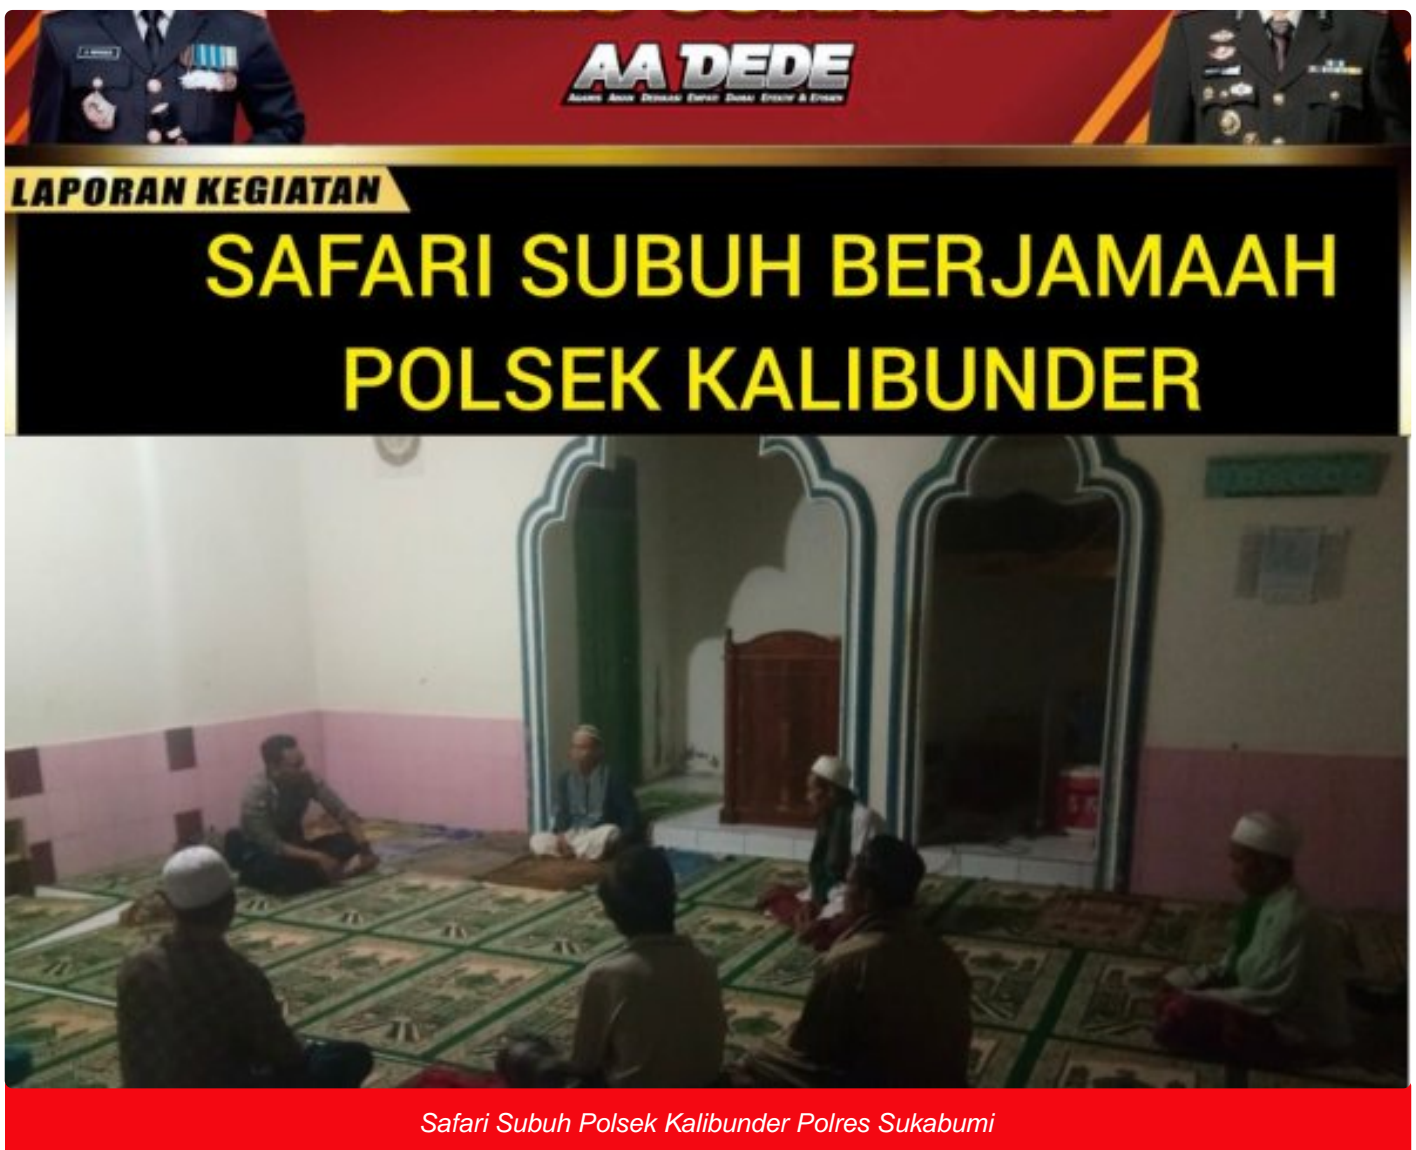 AA DEDE
LAPORAN KEGIATAN
SAFARI SUBUH BERJAMAAH
POLSEK KALIBUNDER
Safari Subuh Polsek Kalibunder Polres Sukabumi